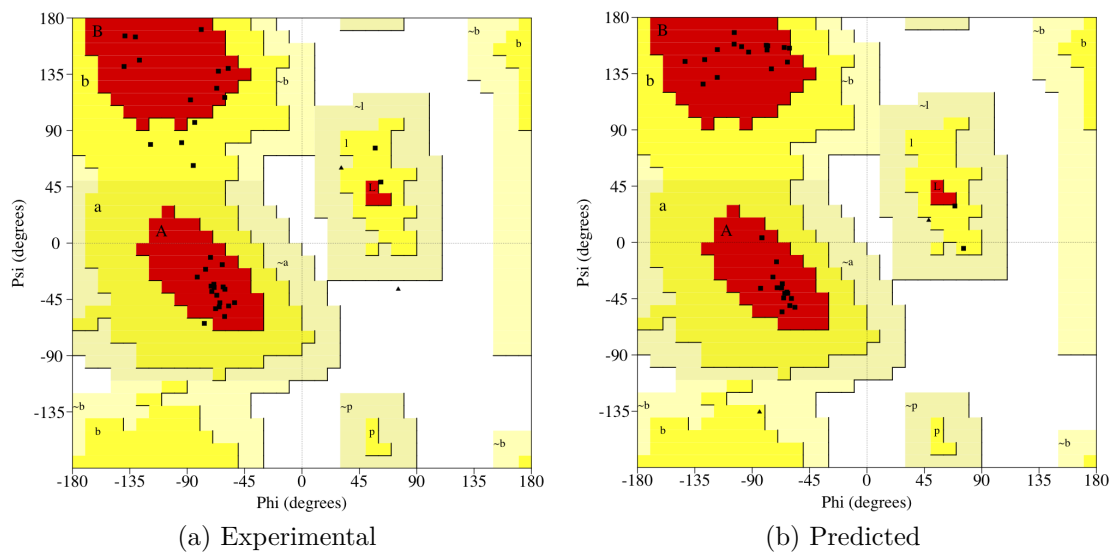 180
135
90
45
0
-45
-90
-135
Psi (degrees)
B
b
~b
~b
b
~l
l
L
a
A
~a
~b
b
~p
p
~b
-180
-135
-90
-45
0
45
90
135
180
Phi (degrees)
(a) Experimental
180
135
90
45
0
-45
-90
-135
Psi (degrees)
B
b
~b
~b
b
~l
l
L
a
A
~a
~b
b
~p
p
~b
-180
-135
-90
-45
0
45
90
135
180
Phi (degrees)
(b) Predicted